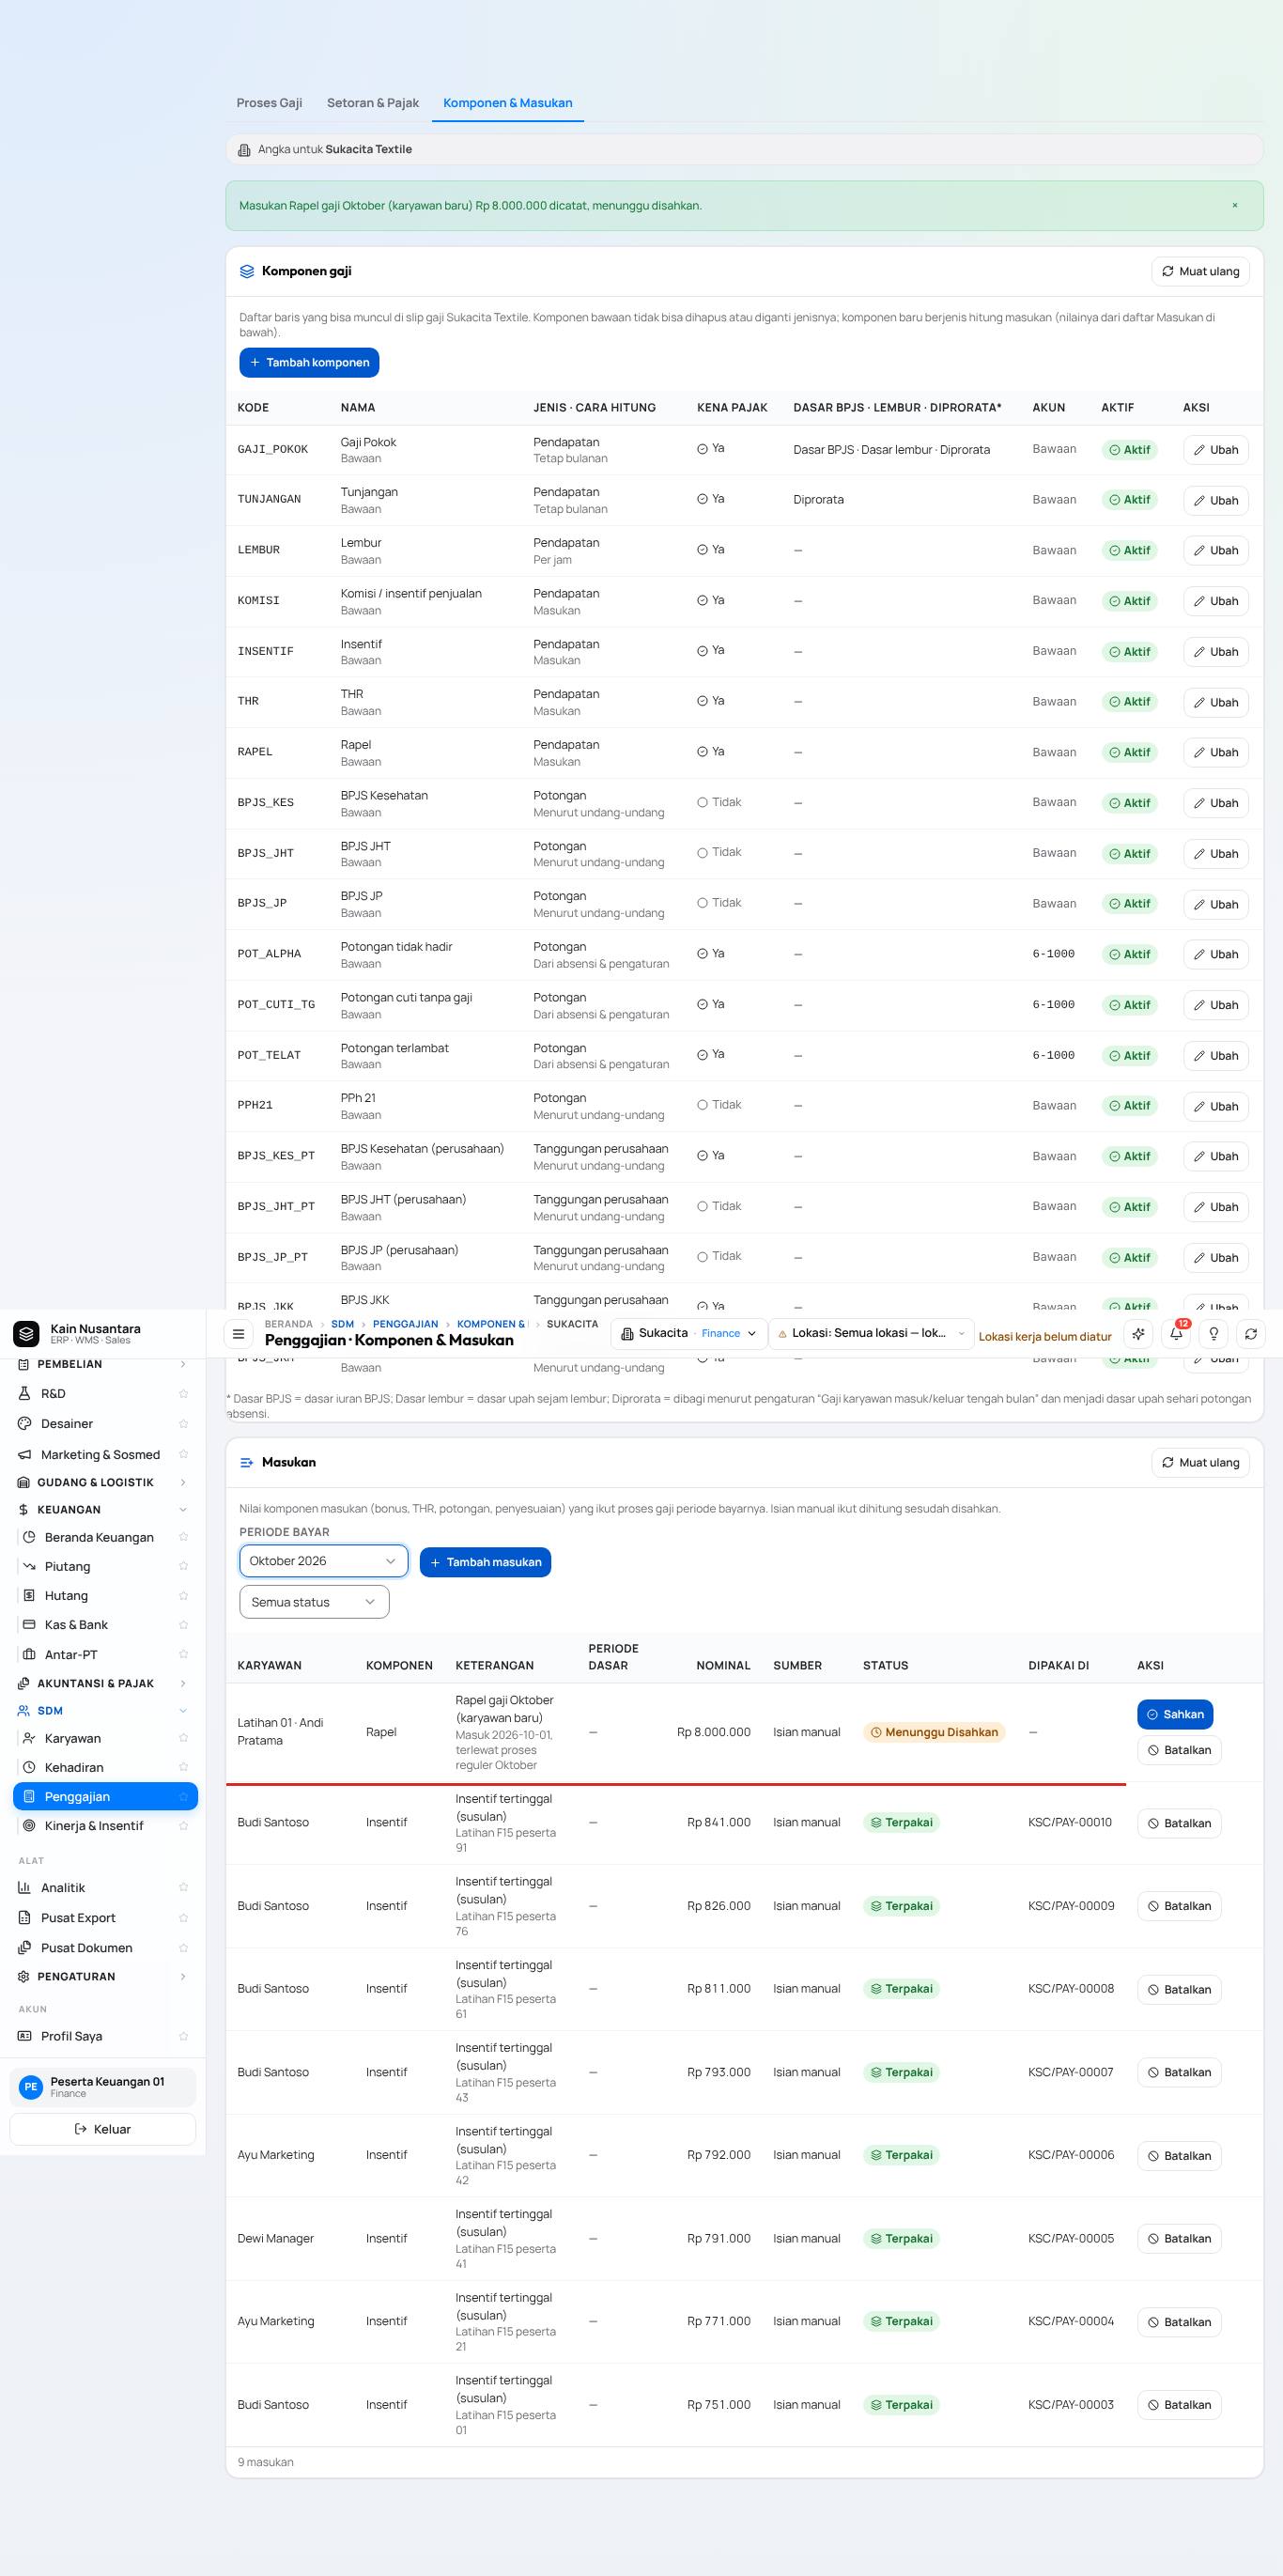 Proses Gaji
Setoran & Pajak
Komponen & Masukan
Angka untuk Sukacita Textile
Masukan Rapel gaji Oktober (karyawan baru) Rp 8.000.000 dicatat, menunggu disahkan.
×
Komponen gaji
Muat ulang
Daftar baris yang bisa muncul di slip gaji Sukacita Textile. Komponen bawaan tidak bisa dihapus atau diganti jenisnya; komponen baru berjenis hitung masukan (nilainya dari daftar Masukan di
bawah).
+ Tambah komponen
KODE NAMA JENIS · CARA HITUNG KENA PAJAK DASAR BPJS · LEMBUR · DIPRORATA* AKUN AKTIF AKSI
GAJI_POKOK Gaji Pokok Pendapatan Ya Dasar BPJS · Dasar lembur · Diprorata Bawaan Aktif Ubah
Bawaan Tetap bulanan
TUNJANGAN Tunjangan Pendapatan Ya Diprorata Bawaan Aktif Ubah
Bawaan Tetap bulanan
LEMBUR Lembur Pendapatan Ya — Bawaan Aktif Ubah
Bawaan Per jam
KOMISI Komisi / insentif penjualan Pendapatan Ya — Bawaan Aktif Ubah
Bawaan Masukan
INSENTIF Insentif Pendapatan Ya — Bawaan Aktif Ubah
Bawaan Masukan
THR THR Pendapatan Ya — Bawaan Aktif Ubah
Bawaan Masukan
RAPEL Rapel Pendapatan Ya — Bawaan Aktif Ubah
Bawaan Masukan
BPJS_KES BPJS Kesehatan Potongan Tidak — Bawaan Aktif Ubah
Bawaan Menurut undang-undang
BPJS_JHT BPJS JHT Potongan Tidak — Bawaan Aktif Ubah
Bawaan Menurut undang-undang
BPJS_JP BPJS JP Potongan Tidak — Bawaan Aktif Ubah
Bawaan Menurut undang-undang
POT_ALPHA Potongan tidak hadir Potongan Ya — 6-1000 Aktif Ubah
Bawaan Dari absensi & pengaturan
POT_CUTI_TG Potongan cuti tanpa gaji Potongan Ya — 6-1000 Aktif Ubah
Bawaan Dari absensi & pengaturan
POT_TELAT Potongan terlambat Potongan Ya — 6-1000 Aktif Ubah
Bawaan Dari absensi & pengaturan
PPH21 PPh 21 Potongan Tidak — Bawaan Aktif Ubah
Bawaan Menurut undang-undang
BPJS_KES_PT BPJS Kesehatan (perusahaan) Tanggungan perusahaan Ya — Bawaan Aktif Ubah
Bawaan Menurut undang-undang
BPJS_JHT_PT BPJS JHT (perusahaan) Tanggungan perusahaan Tidak — Bawaan Aktif Ubah
Bawaan Menurut undang-undang
BPJS_JP_PT BPJS JP (perusahaan) Tanggungan perusahaan Tidak — Bawaan Aktif Ubah
Bawaan Menurut undang-undang
BPJS_JKK BPJS JKK Tanggungan perusahaan Ya Aktif Ubah
Kain Nusantara
ERP · WMS · Sales
BERANDA › SDM › PENGGAJIAN › KOMPONEN & › SUKACITA
Penggajian · Komponen & Masukan
Sukacita · Finance
Lokasi: Semua lokasi — lok...
Lokasi kerja belum diatur
12
Bawaan Menurut undang-undang
* Dasar BPJS = dasar iuran BPJS; Dasar lembur = dasar upah sejam lembur; Diprorata = dibagi menurut pengaturan “Gaji karyawan masuk/keluar tengah bulan” dan menjadi dasar upah sehari potongan
absensi.
PEMBELIAN
R&D
Desainer
Marketing & Sosmed
GUDANG & LOGISTIK
KEUANGAN
Beranda Keuangan
Piutang
Hutang
Kas & Bank
Antar-PT
AKUNTANSI & PAJAK
SDM
Karyawan
Kehadiran
Penggajian
Kinerja & Insentif
ALAT
Analitik
Pusat Export
Pusat Dokumen
PENGATURAN
AKUN
Profil Saya
PE
Peserta Keuangan 01
Finance
Keluar
Masukan
Muat ulang
Nilai komponen masukan (bonus, THR, potongan, penyesuaian) yang ikut proses gaji periode bayarnya. Isian manual ikut dihitung sesudah disahkan.
PERIODE BAYAR
Oktober 2026
+ Tambah masukan
Semua status
KARYAWAN KOMPONEN KETERANGAN PERIODE DASAR NOMINAL SUMBER STATUS DIPAKAI DI AKSI
Latihan 01 · Andi Pratama Rapel Rapel gaji Oktober (karyawan baru) — Rp 8.000.000 Isian manual Menunggu Disahkan — Sahkan
Masuk 2026-10-01, terlewat proses reguler Oktober Batalkan
Budi Santoso Insentif Insentif tertinggal (susulan) — Rp 841.000 Isian manual Terpakai KSC/PAY-00010 Batalkan
Latihan F15 peserta 91
Budi Santoso Insentif Insentif tertinggal (susulan) — Rp 826.000 Isian manual Terpakai KSC/PAY-00009 Batalkan
Latihan F15 peserta 76
Budi Santoso Insentif Insentif tertinggal (susulan) — Rp 811.000 Isian manual Terpakai KSC/PAY-00008 Batalkan
Latihan F15 peserta 61
Budi Santoso Insentif Insentif tertinggal (susulan) — Rp 793.000 Isian manual Terpakai KSC/PAY-00007 Batalkan
Latihan F15 peserta 43
Ayu Marketing Insentif Insentif tertinggal (susulan) — Rp 792.000 Isian manual Terpakai KSC/PAY-00006 Batalkan
Latihan F15 peserta 42
Dewi Manager Insentif Insentif tertinggal (susulan) — Rp 791.000 Isian manual Terpakai KSC/PAY-00005 Batalkan
Latihan F15 peserta 41
Ayu Marketing Insentif Insentif tertinggal (susulan) — Rp 771.000 Isian manual Terpakai KSC/PAY-00004 Batalkan
Latihan F15 peserta 21
Budi Santoso Insentif Insentif tertinggal (susulan) — Rp 751.000 Isian manual Terpakai KSC/PAY-00003 Batalkan
Latihan F15 peserta 01
9 masukan